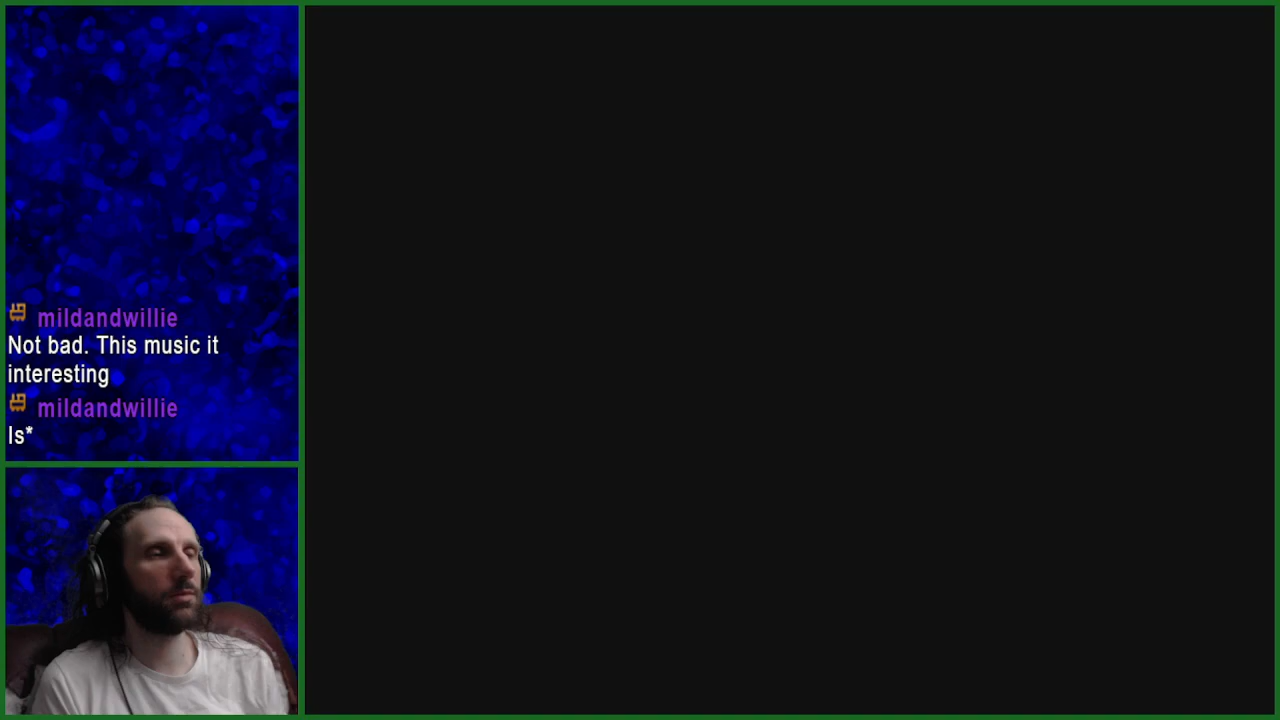 mildandwillie
Not bad. This music it
interesting
mildandwillie
Is*